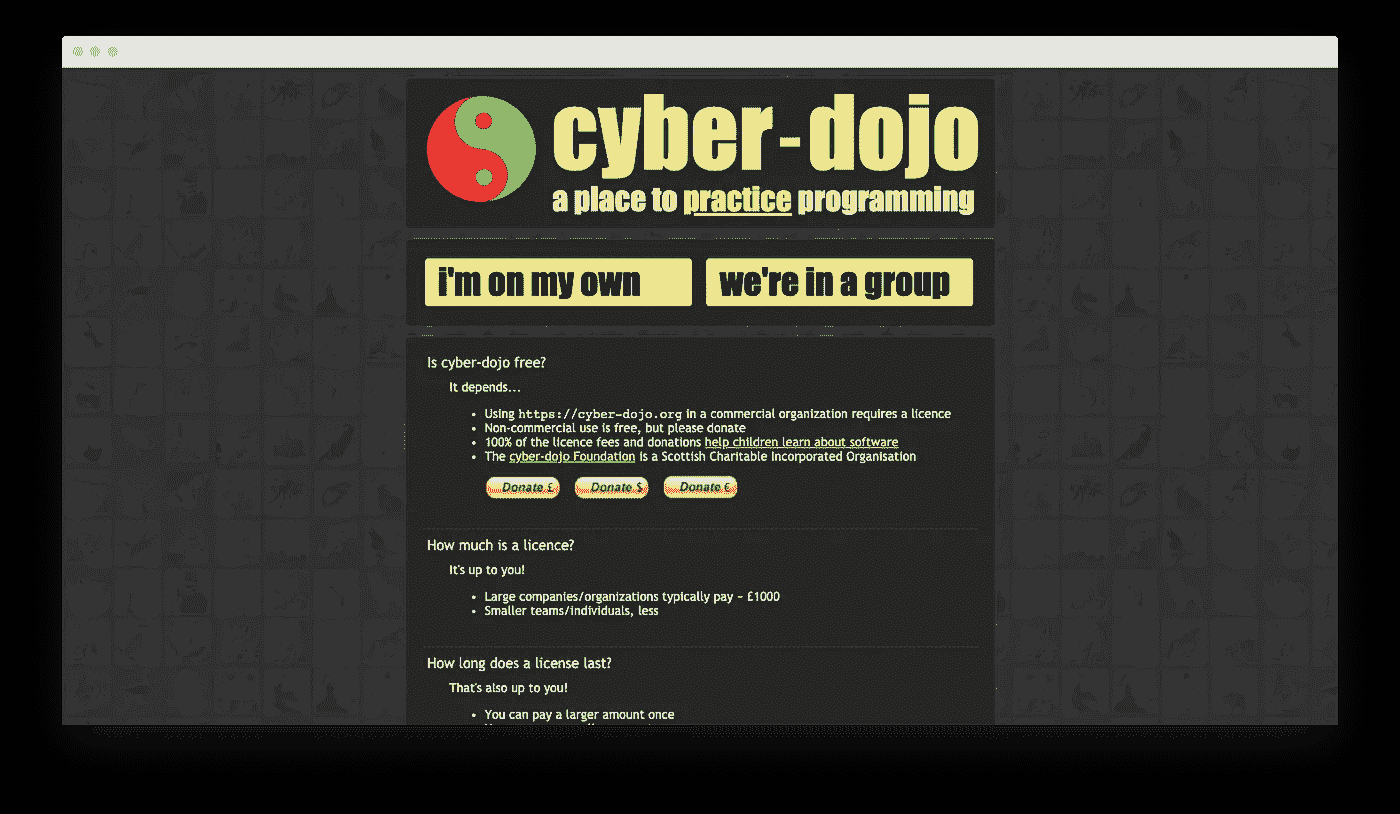 cyber-dojo
a place to practice programming
i'm on my own
we're in a group
Is cyber-dojo free?
It depends...
• Using https://cyber-dojo.org in a commercial organization requires a licence
• Non-commercial use is free, but please donate
• 100% of the licence fees and donations help children learn about software
• The cyber-dojo Foundation is a Scottish Charitable Incorporated Organisation
Donate £
Donate $
Donate €
How much is a licence?
It's up to you!
• Large companies/organizations typically pay ~ £1000
• Smaller teams/individuals, less
How long does a license last?
That's also up to you!
• You can pay a larger amount once